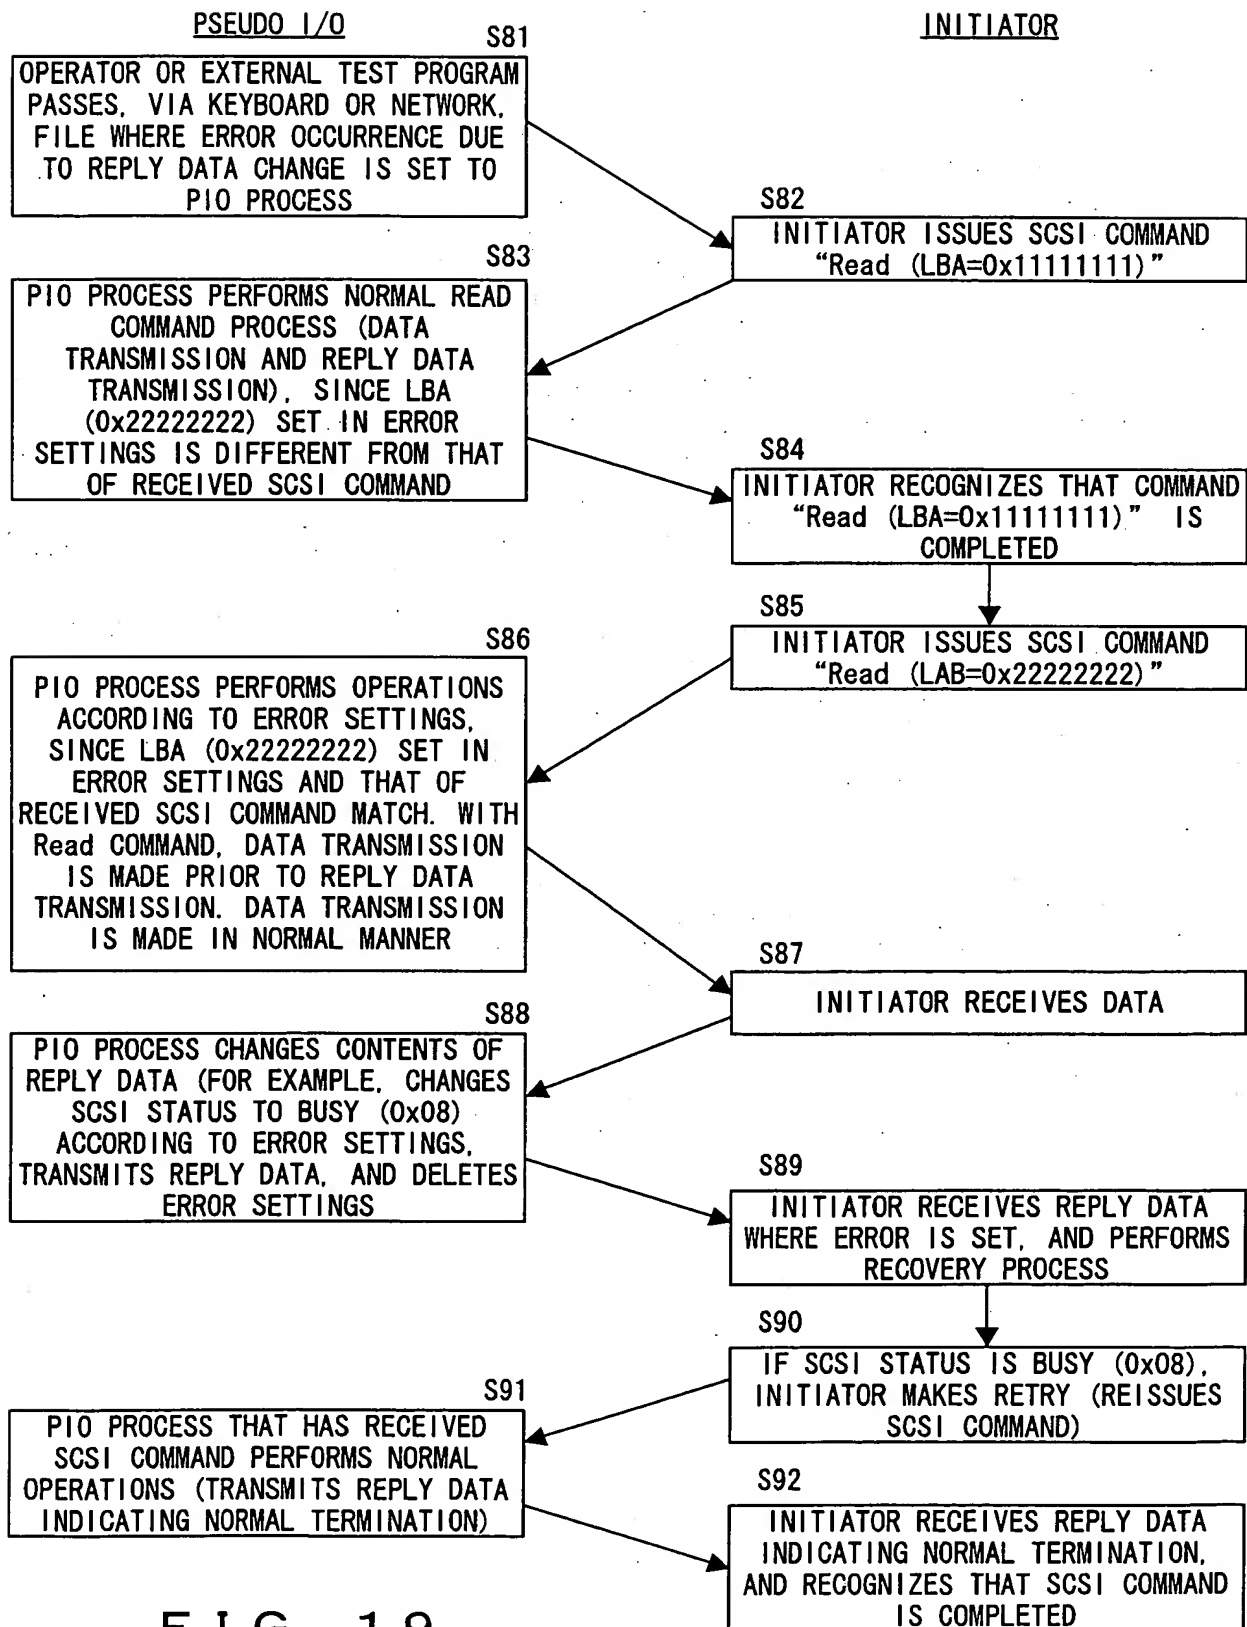 PSEUDO I/O
INITIATOR
S81
OPERATOR OR EXTERNAL TEST PROGRAM
PASSES, VIA KEYBOARD OR NETWORK,
FILE WHERE ERROR OCCURRENCE DUE
TO REPLY DATA CHANGE IS SET TO
PIO PROCESS
S82
INITIATOR ISSUES SCSI COMMAND
“Read (LBA=0x11111111)”
S83
PIO PROCESS PERFORMS NORMAL READ
COMMAND PROCESS (DATA
TRANSMISSION AND REPLY DATA
TRANSMISSION), SINCE LBA
(0x22222222) SET IN ERROR
SETTINGS IS DIFFERENT FROM THAT
OF RECEIVED SCSI COMMAND
S84
INITIATOR RECOGNIZES THAT COMMAND
“Read (LBA=0x11111111)” IS
COMPLETED
S85
INITIATOR ISSUES SCSI COMMAND
“Read (LAB=0x22222222)”
S86
PIO PROCESS PERFORMS OPERATIONS
ACCORDING TO ERROR SETTINGS,
SINCE LBA (0x22222222) SET IN
ERROR SETTINGS AND THAT OF
RECEIVED SCSI COMMAND MATCH. WITH
Read COMMAND, DATA TRANSMISSION
IS MADE PRIOR TO REPLY DATA
TRANSMISSION. DATA TRANSMISSION
IS MADE IN NORMAL MANNER
S87
INITIATOR RECEIVES DATA
S88
PIO PROCESS CHANGES CONTENTS OF
REPLY DATA (FOR EXAMPLE, CHANGES
SCSI STATUS TO BUSY (0x08)
ACCORDING TO ERROR SETTINGS,
TRANSMITS REPLY DATA, AND DELETES
ERROR SETTINGS
S89
INITIATOR RECEIVES REPLY DATA
WHERE ERROR IS SET, AND PERFORMS
RECOVERY PROCESS
S90
IF SCSI STATUS IS BUSY (0x08),
INITIATOR MAKES RETRY (REISSUES
SCSI COMMAND)
S91
PIO PROCESS THAT HAS RECEIVED
SCSI COMMAND PERFORMS NORMAL
OPERATIONS (TRANSMITS REPLY DATA
INDICATING NORMAL TERMINATION)
S92
INITIATOR RECEIVES REPLY DATA
INDICATING NORMAL TERMINATION,
AND RECOGNIZES THAT SCSI COMMAND
IS COMPLETED
FIG. 19